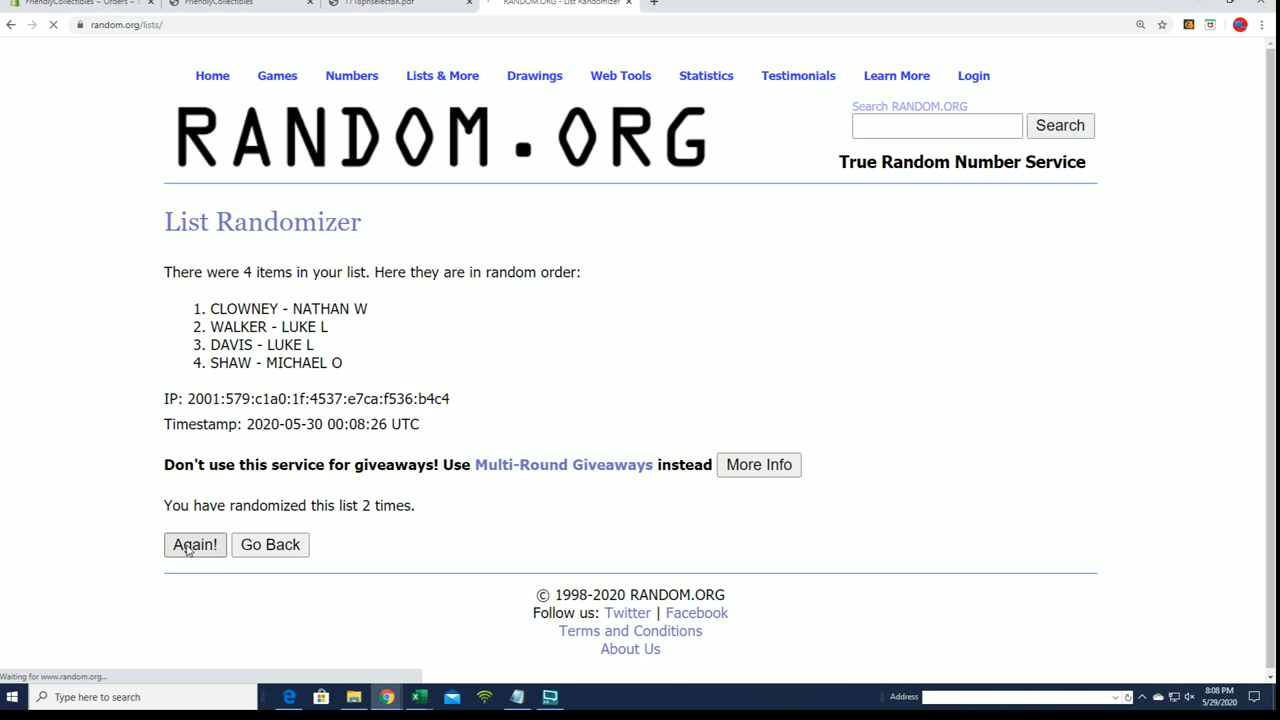 FriendlyCollectibles ~ Orders ~
FriendlyCollectibles
1718pnselect8k.pdf
RANDOM.ORG - List Randomizer
random.org/lists/
Home Games Numbers Lists & More Drawings Web Tools Statistics Testimonials Learn More Login
RANDOM.ORG
Search RANDOM.ORG
Search
True Random Number Service
List Randomizer
There were 4 items in your list. Here they are in random order:
1. CLOWNEY - NATHAN W
2. WALKER - LUKE L
3. DAVIS - LUKE L
4. SHAW - MICHAEL O
IP: 2001:579:c1a0:1f:4537:e7ca:f536:b4c4
Timestamp: 2020-05-30 00:08:26 UTC
Don't use this service for giveaways! Use Multi-Round Giveaways instead More Info
You have randomized this list 2 times.
Again! Go Back
© 1998-2020 RANDOM.ORG
Follow us: Twitter | Facebook
Terms and Conditions
About Us
Waiting for www.random.org...
Type here to search
Address
8:08 PM
5/29/2020